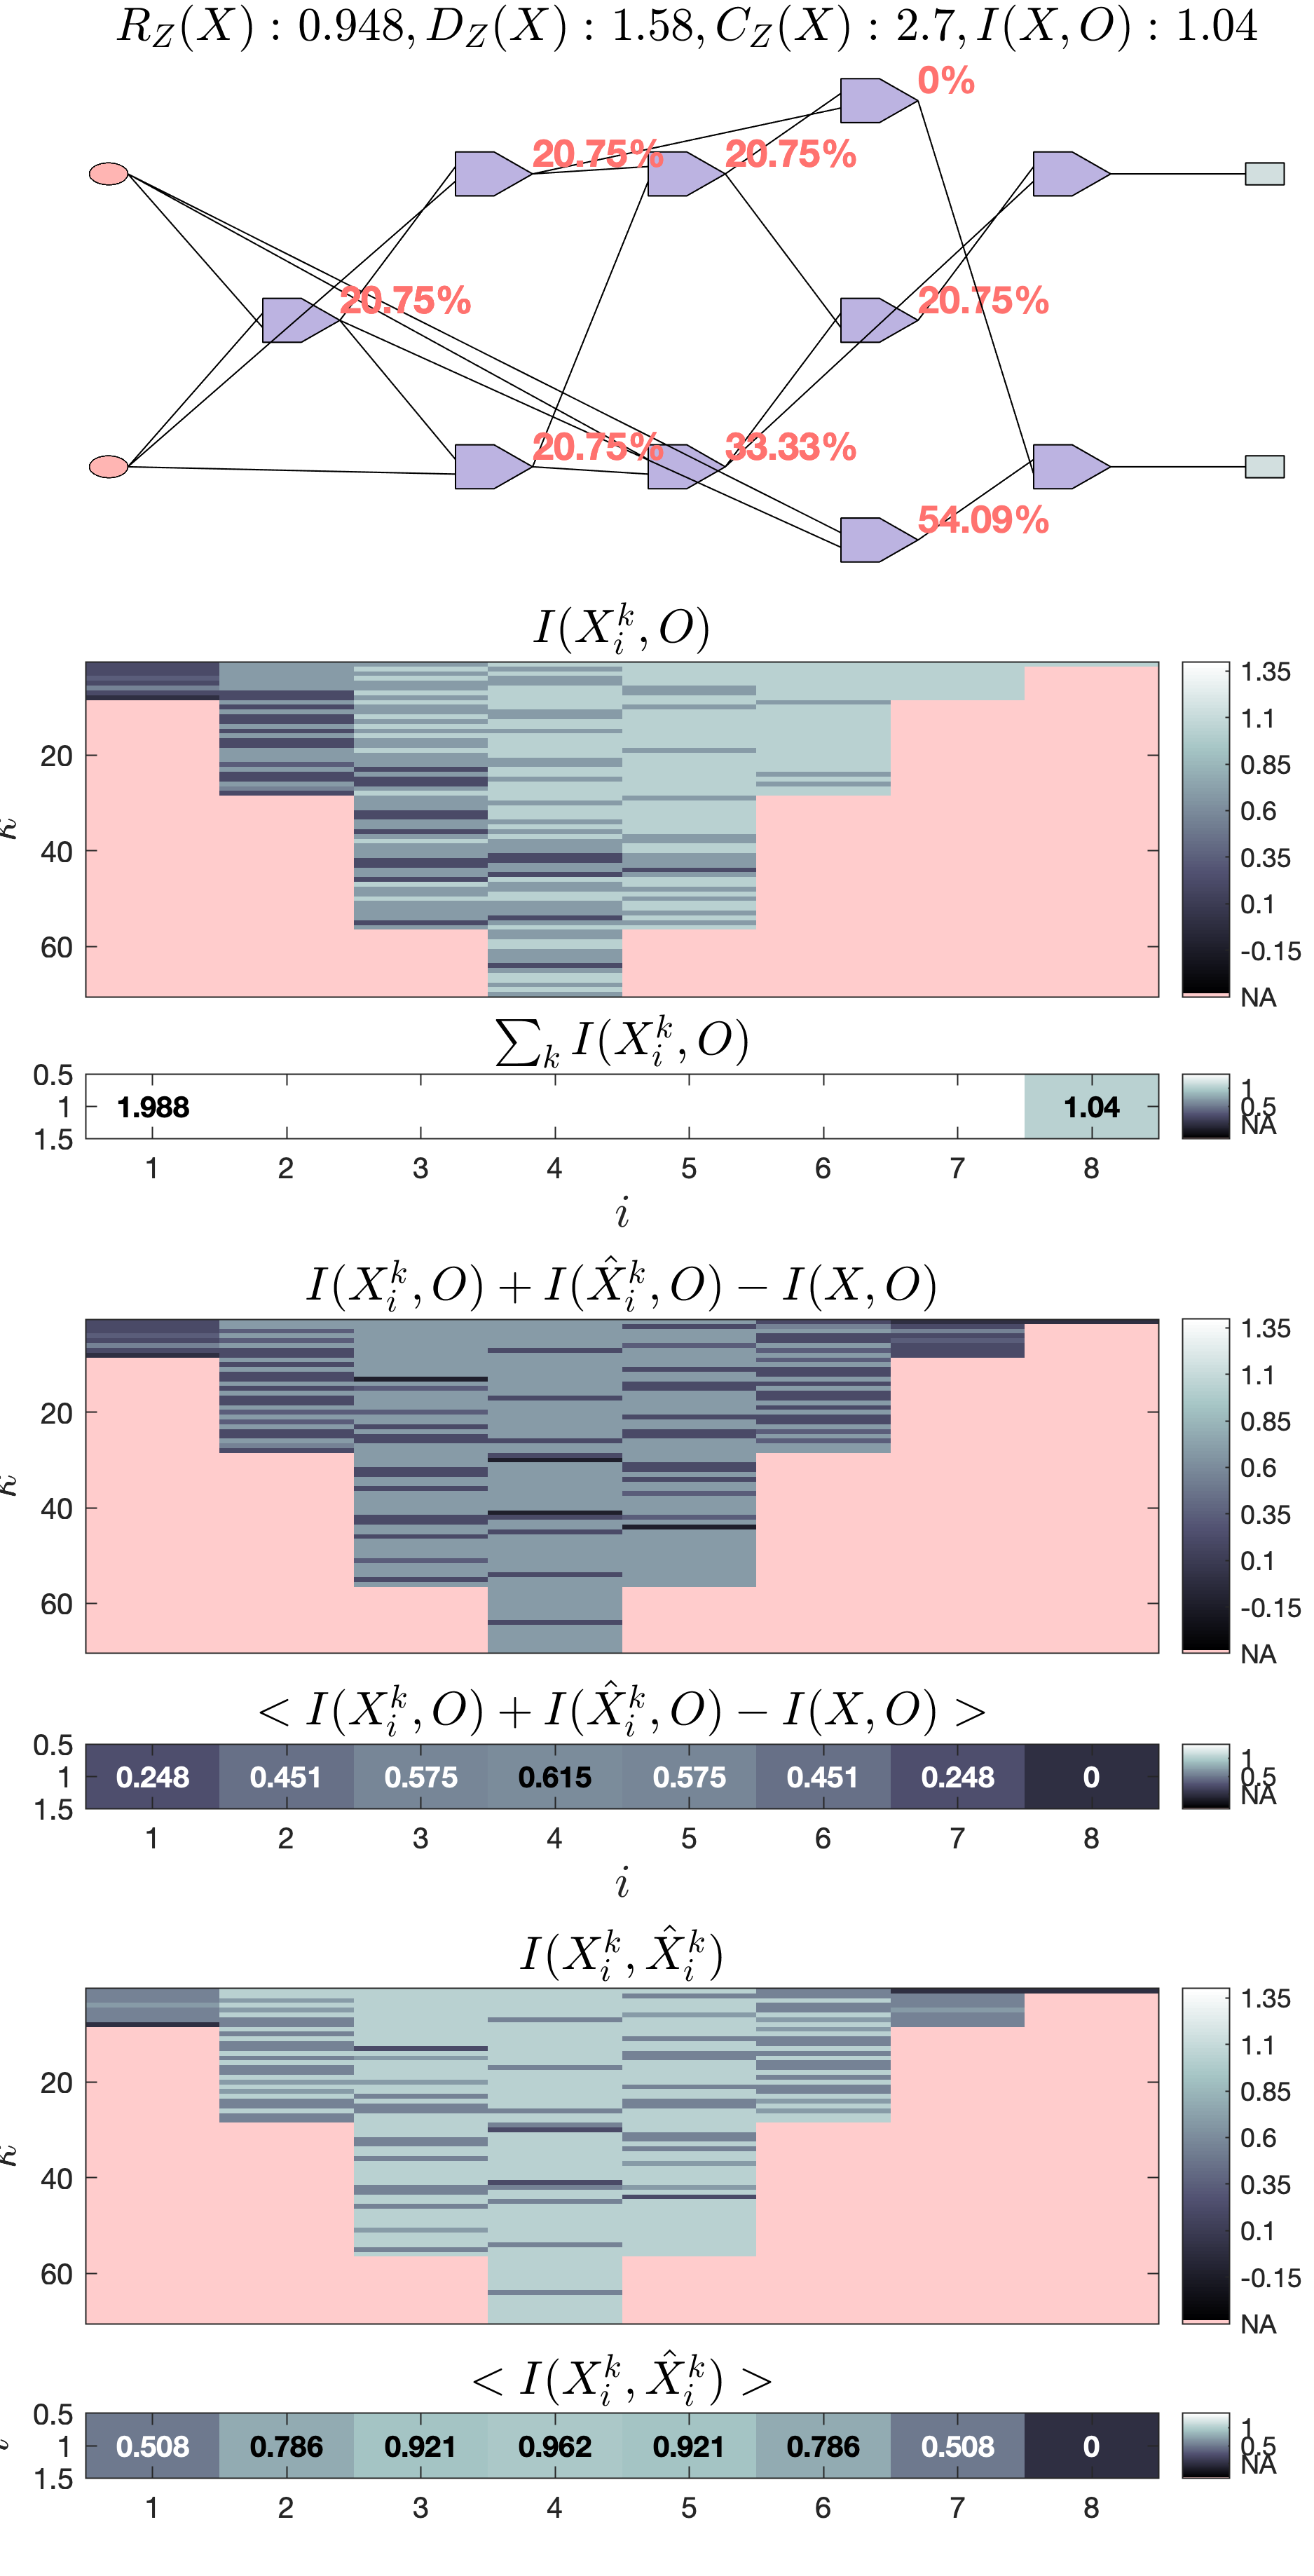 R_Z(X) : 0.948, D_Z(X) : 1.58, C_Z(X) : 2.7, I(X, O) : 1.04
0%
20.75% 20.75%
20.75% 20.75%
20.75% 33.33%
54.09%
I(X_i^k, O)
20
40
60
k
1.35
1.1
0.85
0.6
0.35
0.1
-0.15
NA
∑_k I(X_i^k, O)
0.5
1
1.5
1.988 1.04
1
0.5
NA
1 2 3 4 5 6 7 8
i
I(X_i^k, O) + I(X̂_i^k, O) − I(X, O)
20
40
60
k
1.35
1.1
0.85
0.6
0.35
0.1
-0.15
NA
< I(X_i^k, O) + I(X̂_i^k, O) − I(X, O) >
0.5
1
1.5
0.248 0.451 0.575 0.615 0.575 0.451 0.248 0
1
0.5
NA
1 2 3 4 5 6 7 8
i
I(X_i^k, X̂_i^k)
20
40
60
k
1.35
1.1
0.85
0.6
0.35
0.1
-0.15
NA
< I(X_i^k, X̂_i^k) >
0.5
1
1.5
0.508 0.786 0.921 0.962 0.921 0.786 0.508 0
1
0.5
NA
1 2 3 4 5 6 7 8